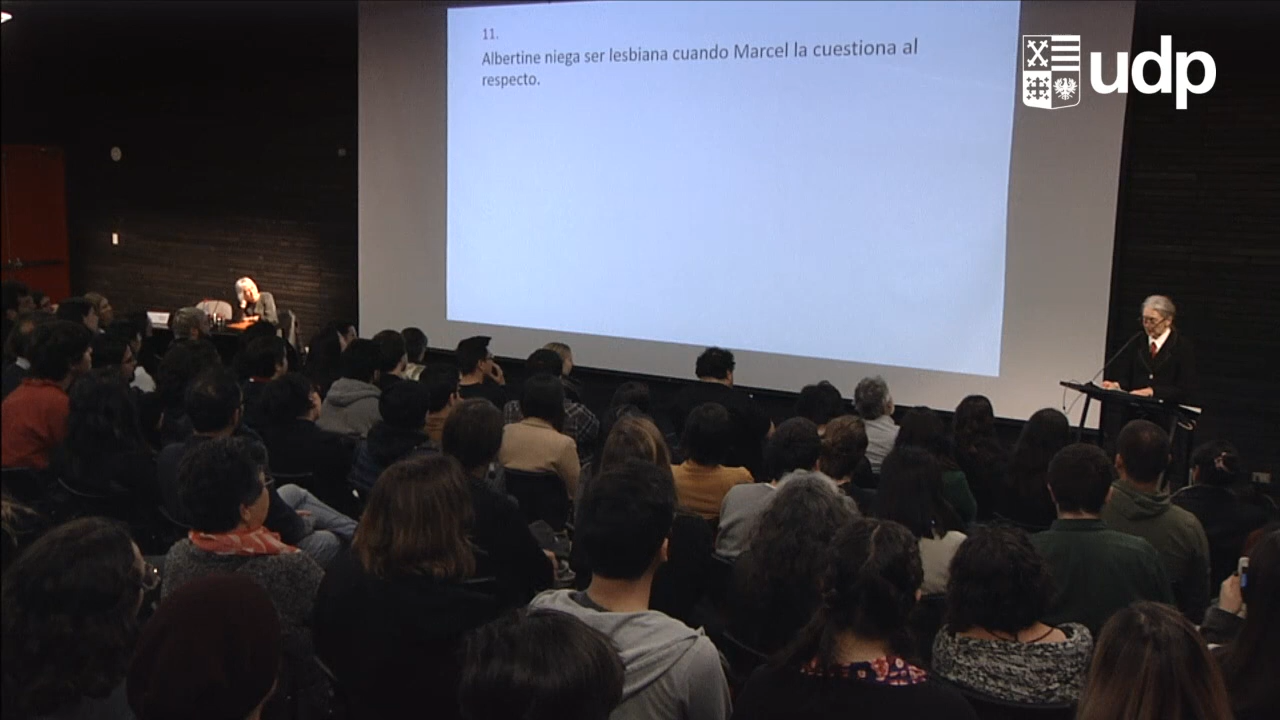 11.
Albertine niega ser lesbiana cuando Marcel la cuestiona al
respecto.
udp